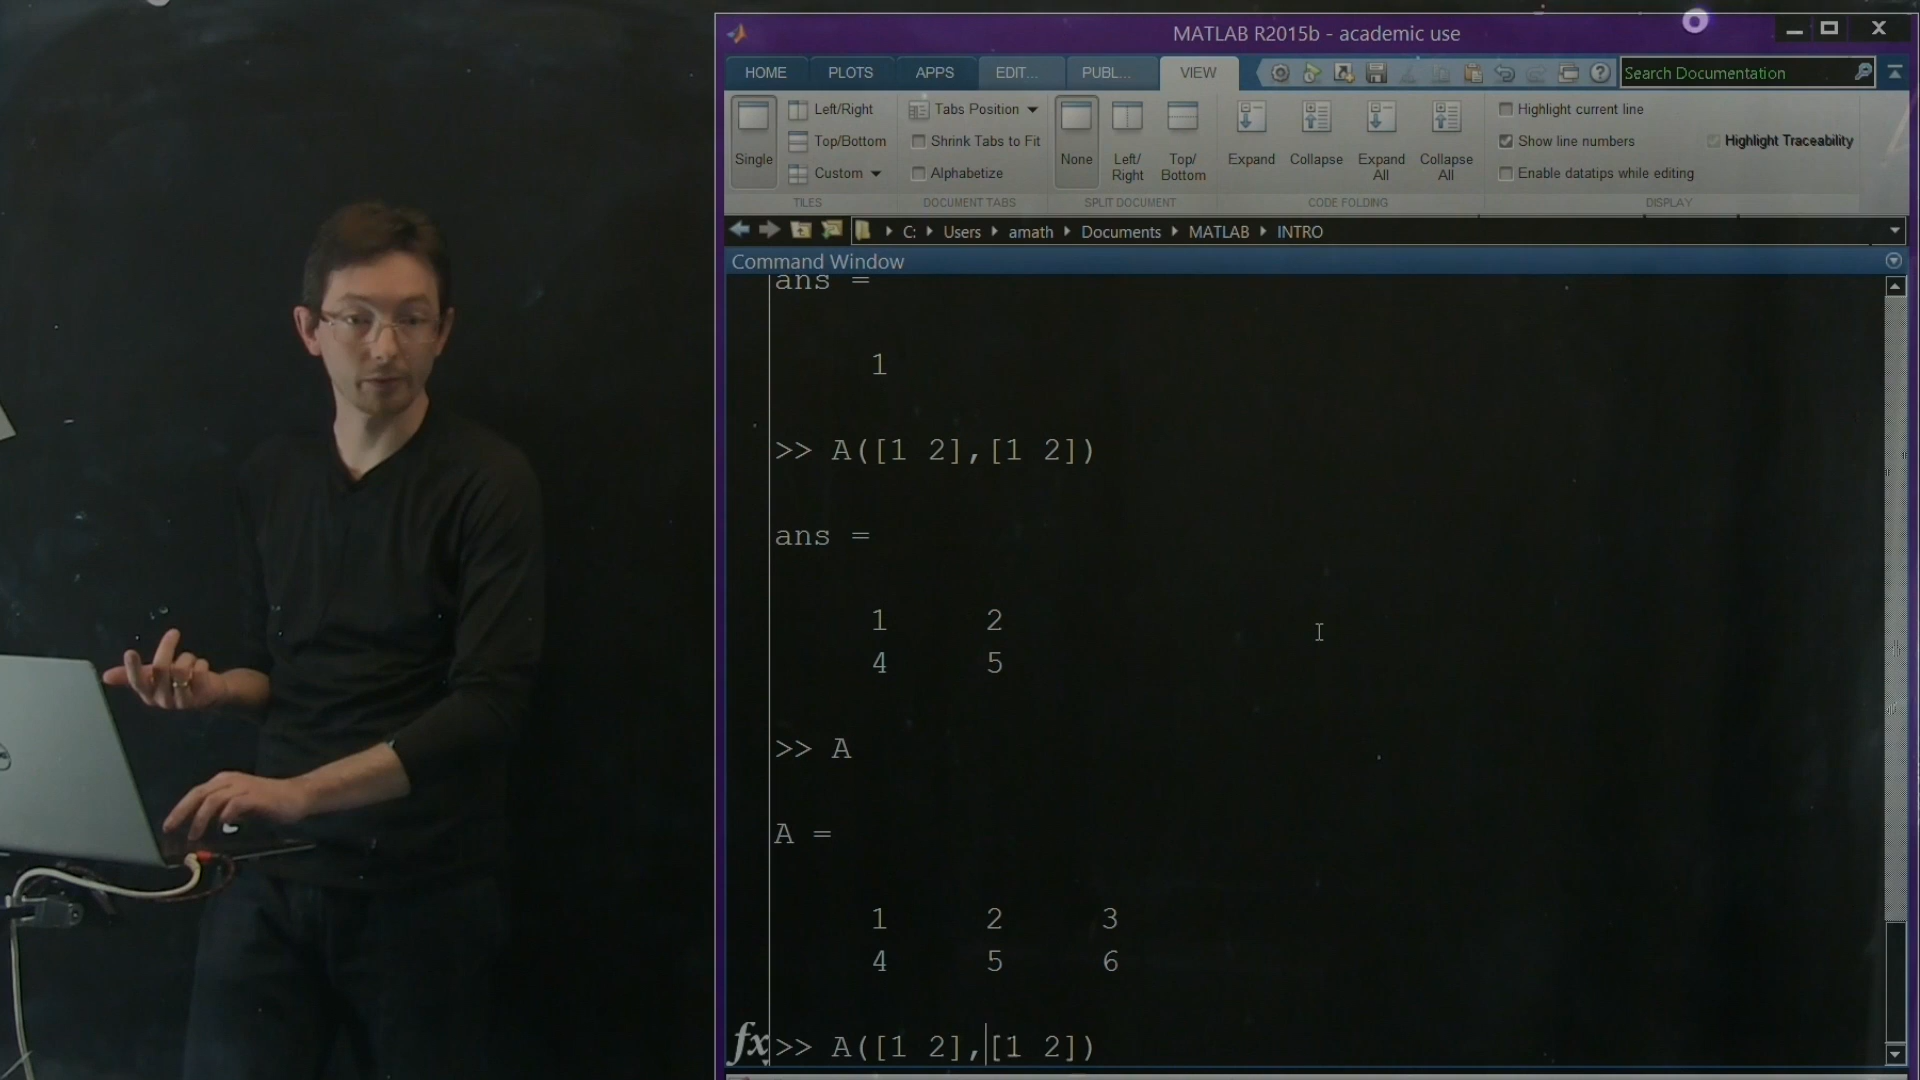 MATLAB R2015b - academic use
HOME PLOTS APPS EDIT... PUBL... VIEW Search Documentation
Left/Right Tabs Position Highlight current line
Top/Bottom Shrink Tabs to Fit Show line numbers Highlight Traceability
Single None Left/ Right Top/ Bottom Expand Collapse Expand All Collapse All
Custom Alphabetize Enable datatips while editing
TILES DOCUMENT TABS SPLIT DOCUMENT CODE FOLDING DISPLAY
C: Users amath Documents MATLAB INTRO
Command Window
ans =
1
>> A([1 2],[1 2])
ans =
1 2
4 5
>> A
A =
1 2 3
4 5 6
fx >> A([1 2],[1 2])